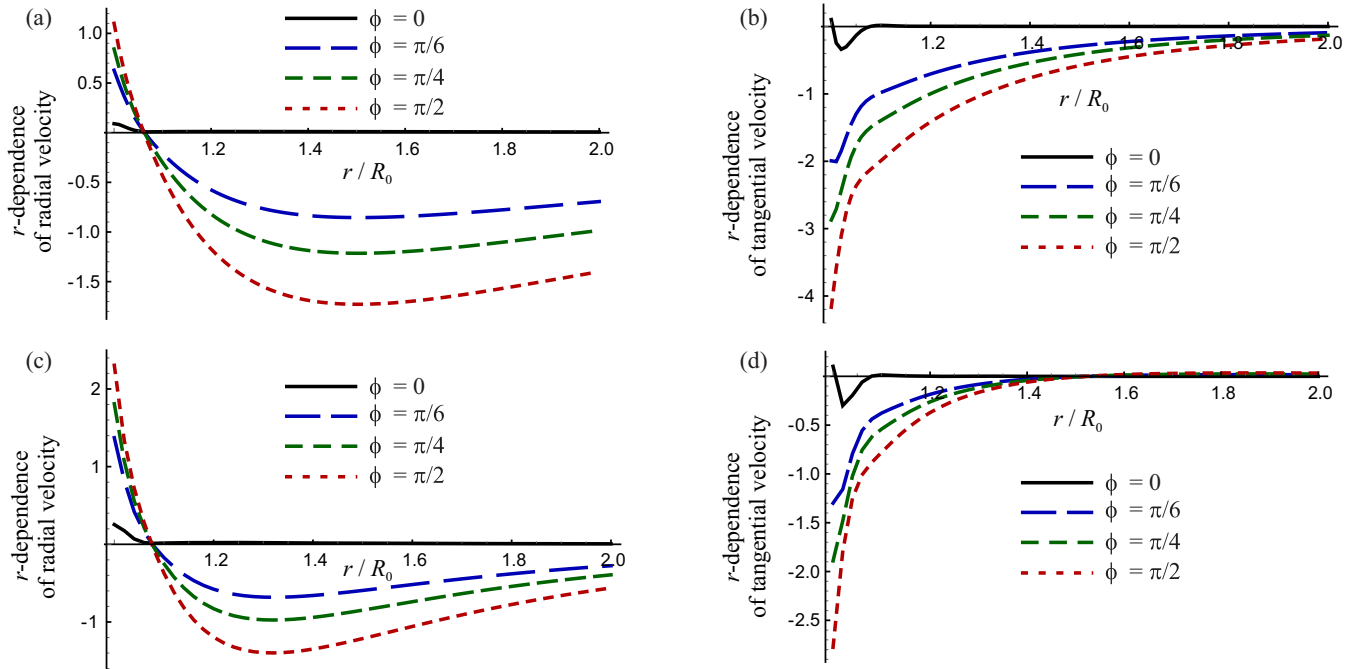 (a)
r-dependence
of radial velocity
1.0
0.5
-0.5
-1.0
-1.5
1.2
1.4
1.6
1.8
2.0
r / R0
ϕ = 0
ϕ = π/6
ϕ = π/4
ϕ = π/2
(b)
r-dependence
of tangential velocity
-1
-2
-3
-4
1.2
1.4
1.6
1.8
2.0
r / R0
ϕ = 0
ϕ = π/6
ϕ = π/4
ϕ = π/2
(c)
r-dependence
of radial velocity
2
1
-1
1.2
1.4
1.6
1.8
2.0
r / R0
ϕ = 0
ϕ = π/6
ϕ = π/4
ϕ = π/2
(d)
r-dependence
of tangential velocity
-0.5
-1.0
-1.5
-2.0
-2.5
1.2
1.4
1.6
1.8
2.0
r / R0
ϕ = 0
ϕ = π/6
ϕ = π/4
ϕ = π/2